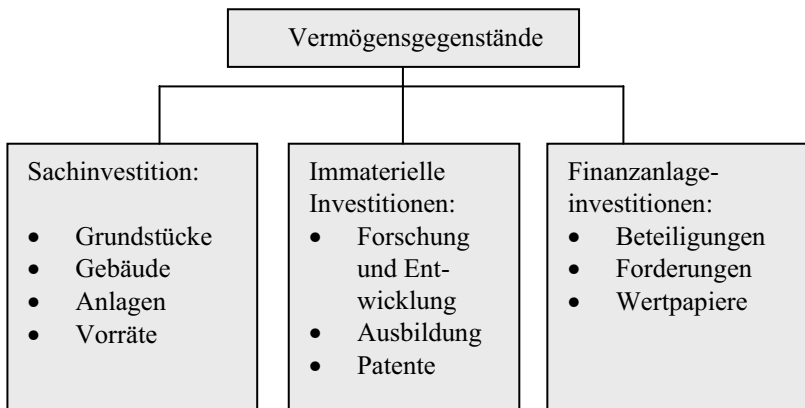 Vermögensgegenstände
Sachinvestition:
• Grundstücke
• Gebäude
• Anlagen
• Vorräte
Immaterielle
Investitionen:
• Forschung
und Ent-
wicklung
• Ausbildung
• Patente
Finanzanlage-
investitionen:
• Beteiligungen
• Forderungen
• Wertpapiere